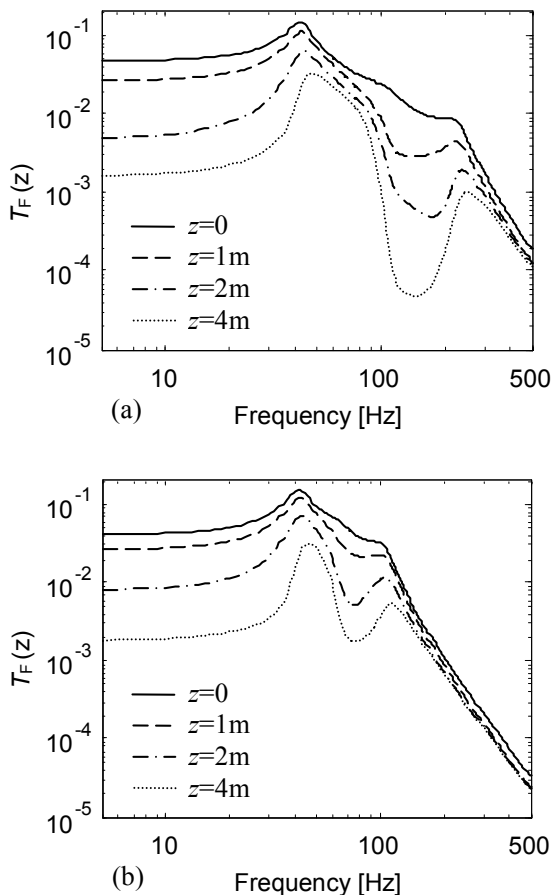 10⁻¹
10⁻²
10⁻³
10⁻⁴
10⁻⁵
T_F(z)
z=0
z=1m
z=2m
z=4m
10 100 500
(a) Frequency [Hz]
10⁻¹
10⁻²
10⁻³
10⁻⁴
10⁻⁵
T_F(z)
z=0
z=1m
z=2m
z=4m
10 100 500
(b) Frequency [Hz]